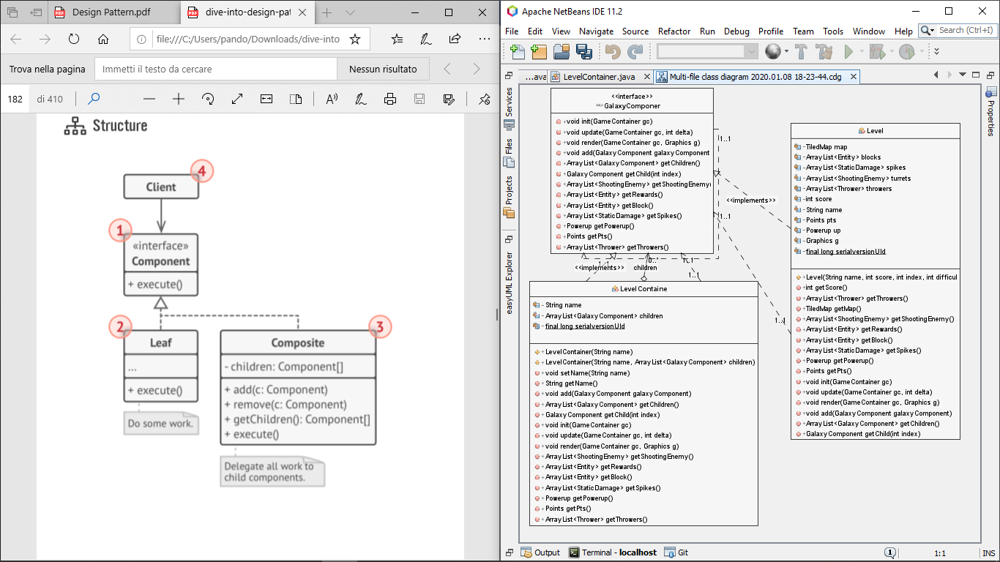 Design Pattern.pdf
dive-into-design-pat
file:///C:/Users/pando/Downloads/dive-into
Trova nella pagina
Immetti il testo da cercare
Nessun risultato
182
di 410
Structure
4
Client
1
«interface»
Component
+ execute()
2
Leaf
...
+ execute()
Do some work.
3
Composite
- children: Component[]
+ add(c: Component)
+ remove(c: Component)
+ getChildren(): Component[]
+ execute()
Delegate all work to
child components.
Apache NetBeans IDE 11.2
File Edit View Navigate Source Refactor Run Debug Profile Team Tools Window Help
Search (Ctrl+I)
...ava
LevelContainer.java
Multi-file class diagram 2020.01.08 18-23-44.cdg
Services
Files
Projects
easyUML Explorer
Properties
<<interface>>
GalaxyComponer
+void init(GameContainer gc)
+void update(GameContainer gc, int delta)
+void render(GameContainer gc, Graphics g)
+void add(GalaxyComponent galaxyComponent
+ArrayList<GalaxyComponent> getChildren()
+GalaxyComponent getChild(int index)
+ArrayList<ShootingEnemy> getShootingEnemy(
+ArrayList<Entity> getRewards()
+ArrayList<Entity> getBlock()
+ArrayList<StaticDamage> getSpikes()
+Powerup getPowerup()
+Points getPts()
+ArrayList<Thrower> getThrowers()
1..1
<<implements>>
1..1
1..1
<<implements>>
1..1
0..*
children
1..1
1..1
LevelContaine
-String name
-ArrayList<GalaxyComponent> children
-final long serialversionUId
+LevelContainer(String name)
+LevelContainer(String name, ArrayList<GalaxyComponent> children)
+void setName(String name)
+String getName()
+void add(GalaxyComponent galaxyComponent)
+ArrayList<GalaxyComponent> getChildren()
+GalaxyComponent getChild(int index)
+void init(GameContainer gc)
+void update(GameContainer gc, int delta)
+void render(GameContainer gc, Graphics g)
+ArrayList<ShootingEnemy> getShootingEnemy()
+ArrayList<Entity> getRewards()
+ArrayList<Entity> getBlock()
+ArrayList<StaticDamage> getSpikes()
+Powerup getPowerup()
+Points getPts()
+ArrayList<Thrower> getThrowers()
Level
-TiledMap map
-ArrayList<Entity> blocks
-ArrayList<StaticDamage> spikes
-ArrayList<ShootingEnemy> turrets
-ArrayList<Thrower> throwers
-int score
-String name
-Points pts
-Powerup up
-Graphics g
-final long serialversionUId
+Level(String name, int score, int index, int difficul
+int getScore()
+ArrayList<Thrower> getThrowers()
+TiledMap getMap()
+ArrayList<ShootingEnemy> getShootingEnemy()
+ArrayList<Entity> getRewards()
+ArrayList<Entity> getBlock()
+ArrayList<StaticDamage> getSpikes()
+Powerup getPowerup()
+Points getPts()
+void init(GameContainer gc)
+void update(GameContainer gc, int delta)
+void render(GameContainer gc, Graphics g)
+void add(GalaxyComponent galaxyComponent)
+ArrayList<GalaxyComponent> getChildren()
+GalaxyComponent getChild(int index)
Output
Terminal - localhost
Git
1
1:1
INS